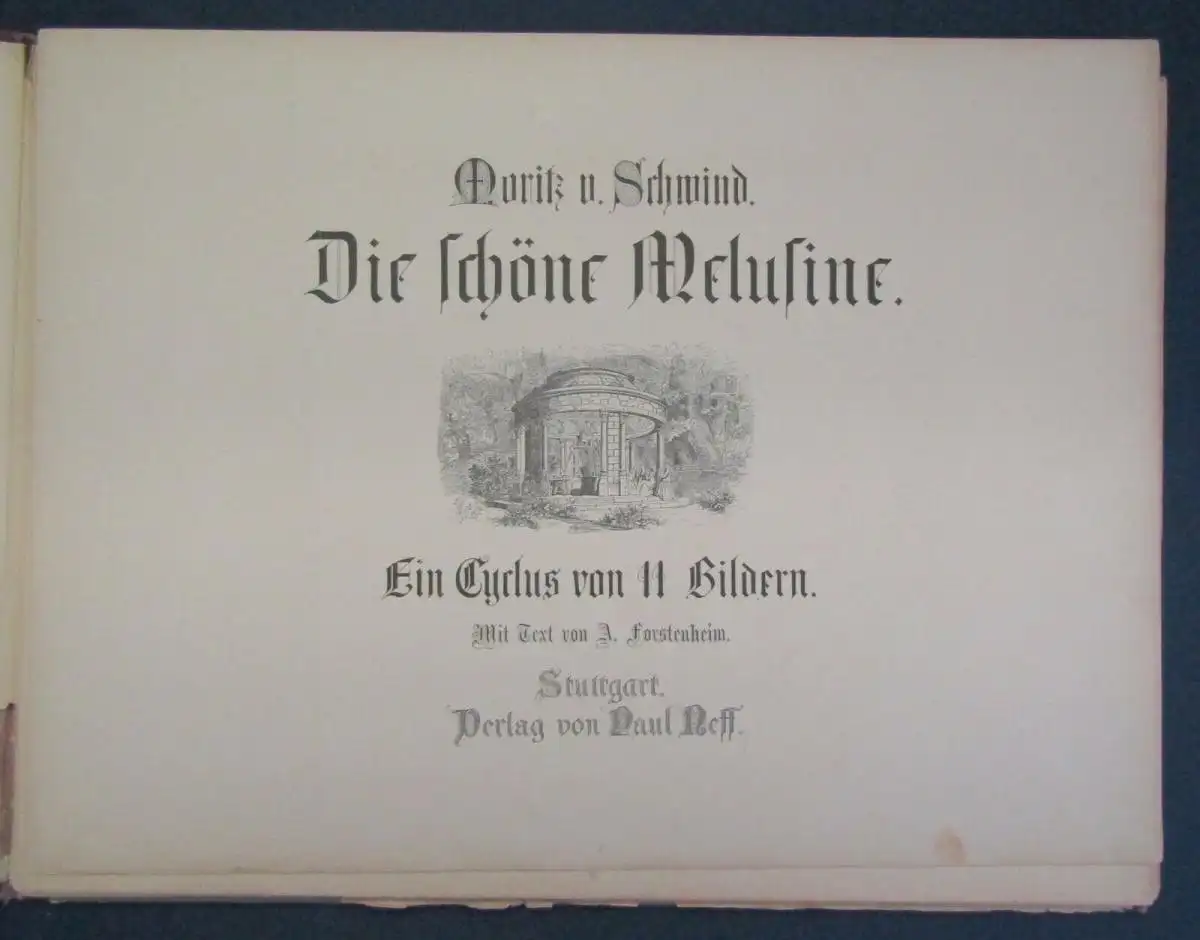 Moritz v. Schwind.
Die schöne Melusine.
Ein Cyclus von 11 Bildern.
Mit Text von A. Forstenheim.
Stuttgart.
Verlag von Paul Neff.